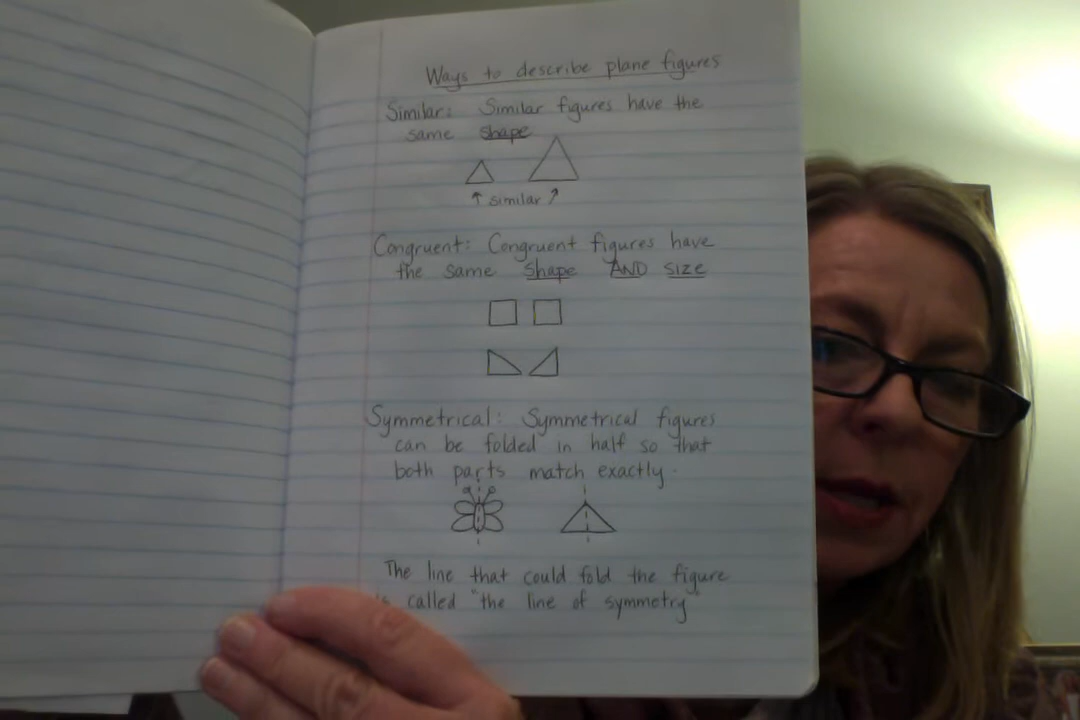 Ways to describe plane figures
Similar: Similar figures have the
same shape
↑ similar ↗
Congruent: Congruent figures have
the same shape AND size
Symmetrical: Symmetrical figures
can be folded in half so that
both parts match exactly.
The line that could fold the figure
is called "the line of symmetry"